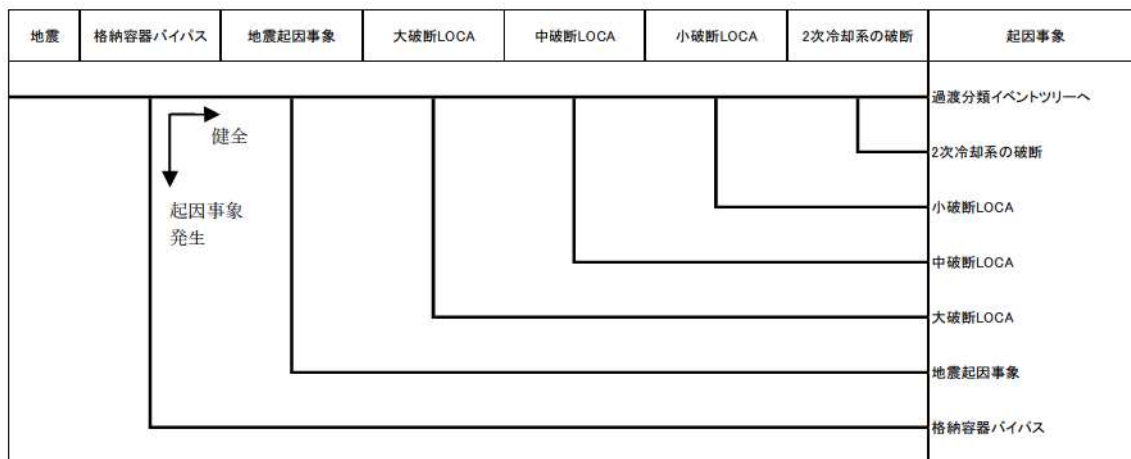 地震
格納容器バイパス
地震起因事象
大破断LOCA
中破断LOCA
小破断LOCA
2次冷却系の破断
起因事象
過渡分類イベントツリーへ
健全
2次冷却系の破断
起因事象
発生
小破断LOCA
中破断LOCA
大破断LOCA
地震起因事象
格納容器バイパス